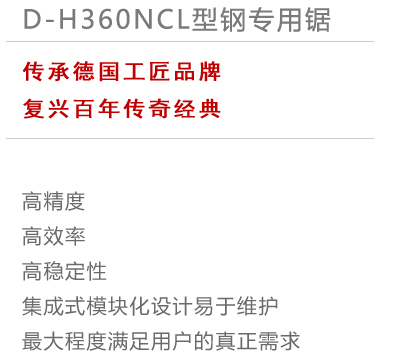 D-H360NCL型钢专用锯
传承德国工匠品牌
复兴百年传奇经典
高精度
高效率
高稳定性
集成式模块化设计易于维护
最大程度满足用户的真正需求